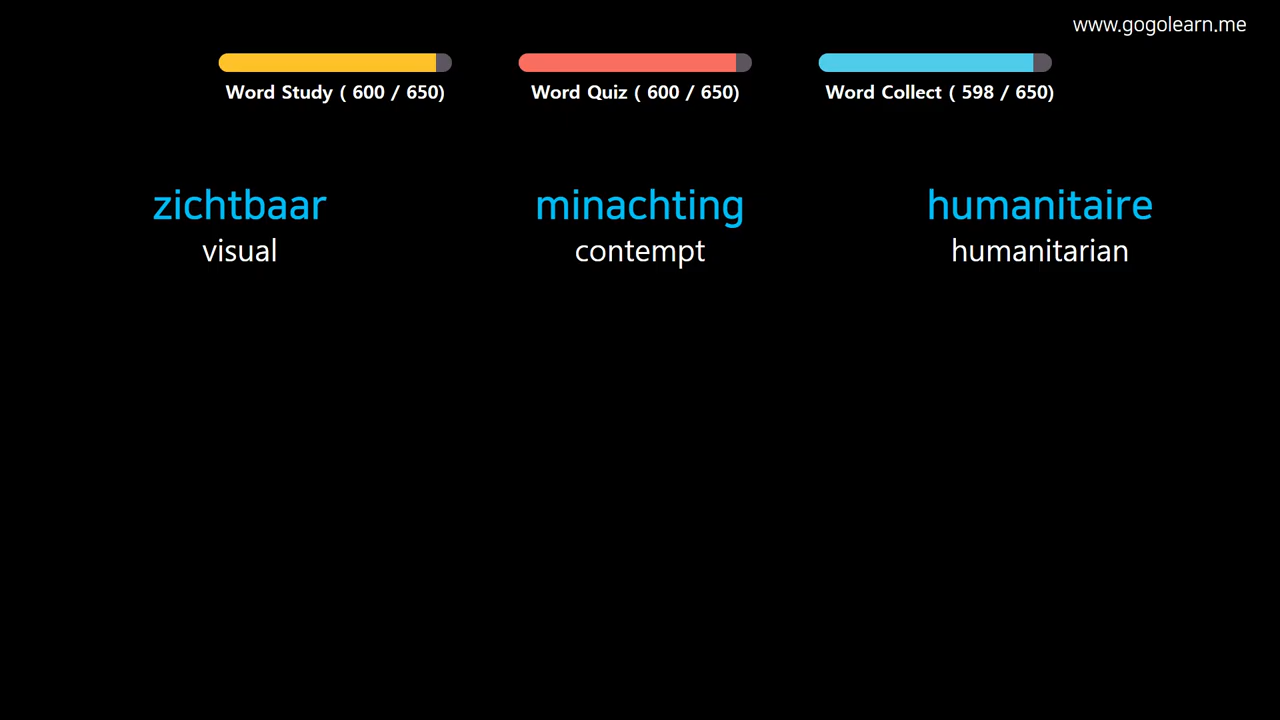 www.gogolearn.me
Word Study ( 600 / 650)
Word Quiz ( 600 / 650)
Word Collect ( 598 / 650)
zichtbaar
visual
minachting
contempt
humanitaire
humanitarian